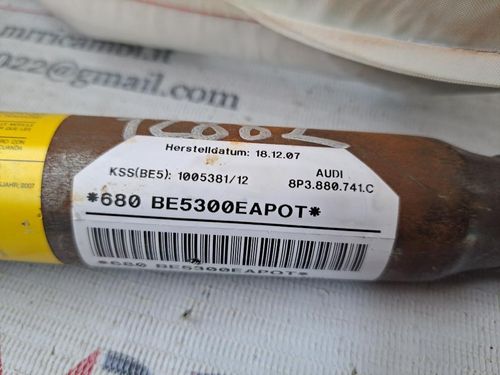 mrricambi.it
2022@gmail.com
Herstelldatum: 18.12.07
KSS(BE5): 1005381/12
AUDI
8P3.880.741.C
*680 BE5300EAPOT*
*680 BE5300EAPOT*